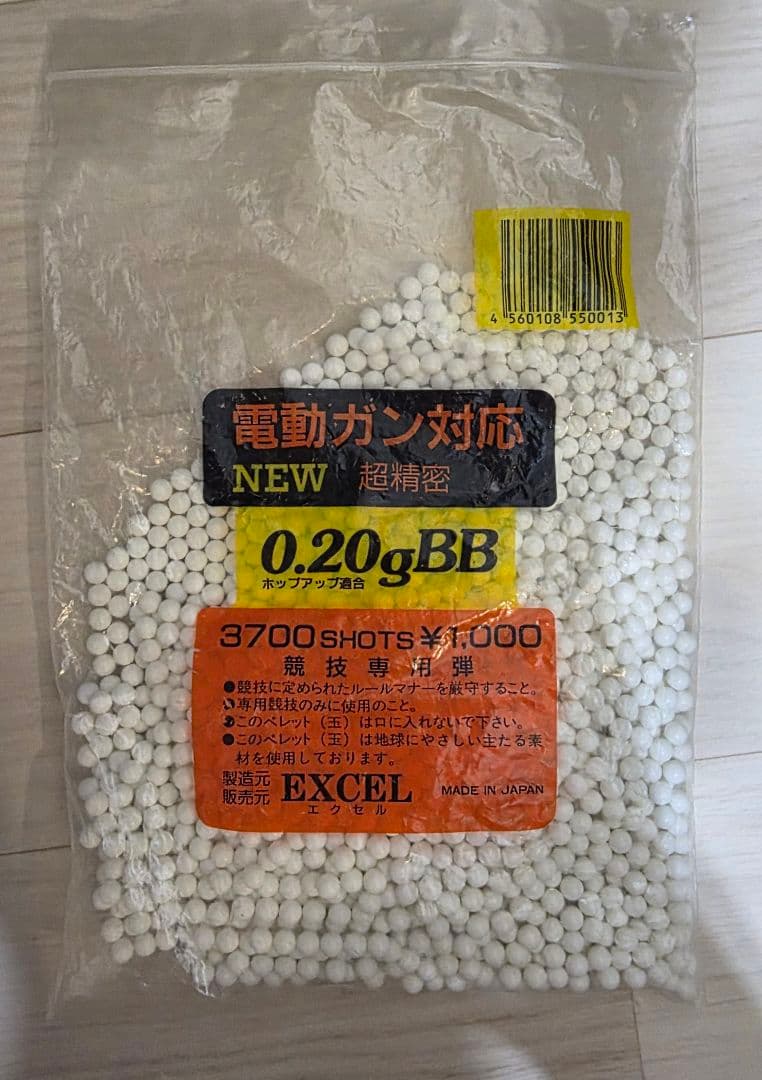 4 560108 550013
電動ガン対応
NEW 超精密
0.20gBB
ホップアップ適合
3700 SHOTS ¥1,000
競技専用弾
●競技に定められたルールマナーを厳守すること。
●専用競技のみに使用のこと。
●このペレット(玉)は口に入れないで下さい。
●このペレット(玉)は地球にやさしい主たる素
材を使用しております。
製造元
販売元 EXCEL MADE IN JAPAN
エクセル